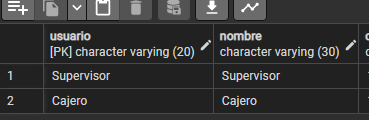 usuario nombre
[PK] character varying (20) character varying (30)
1 Supervisor Supervisor
2 Cajero Cajero